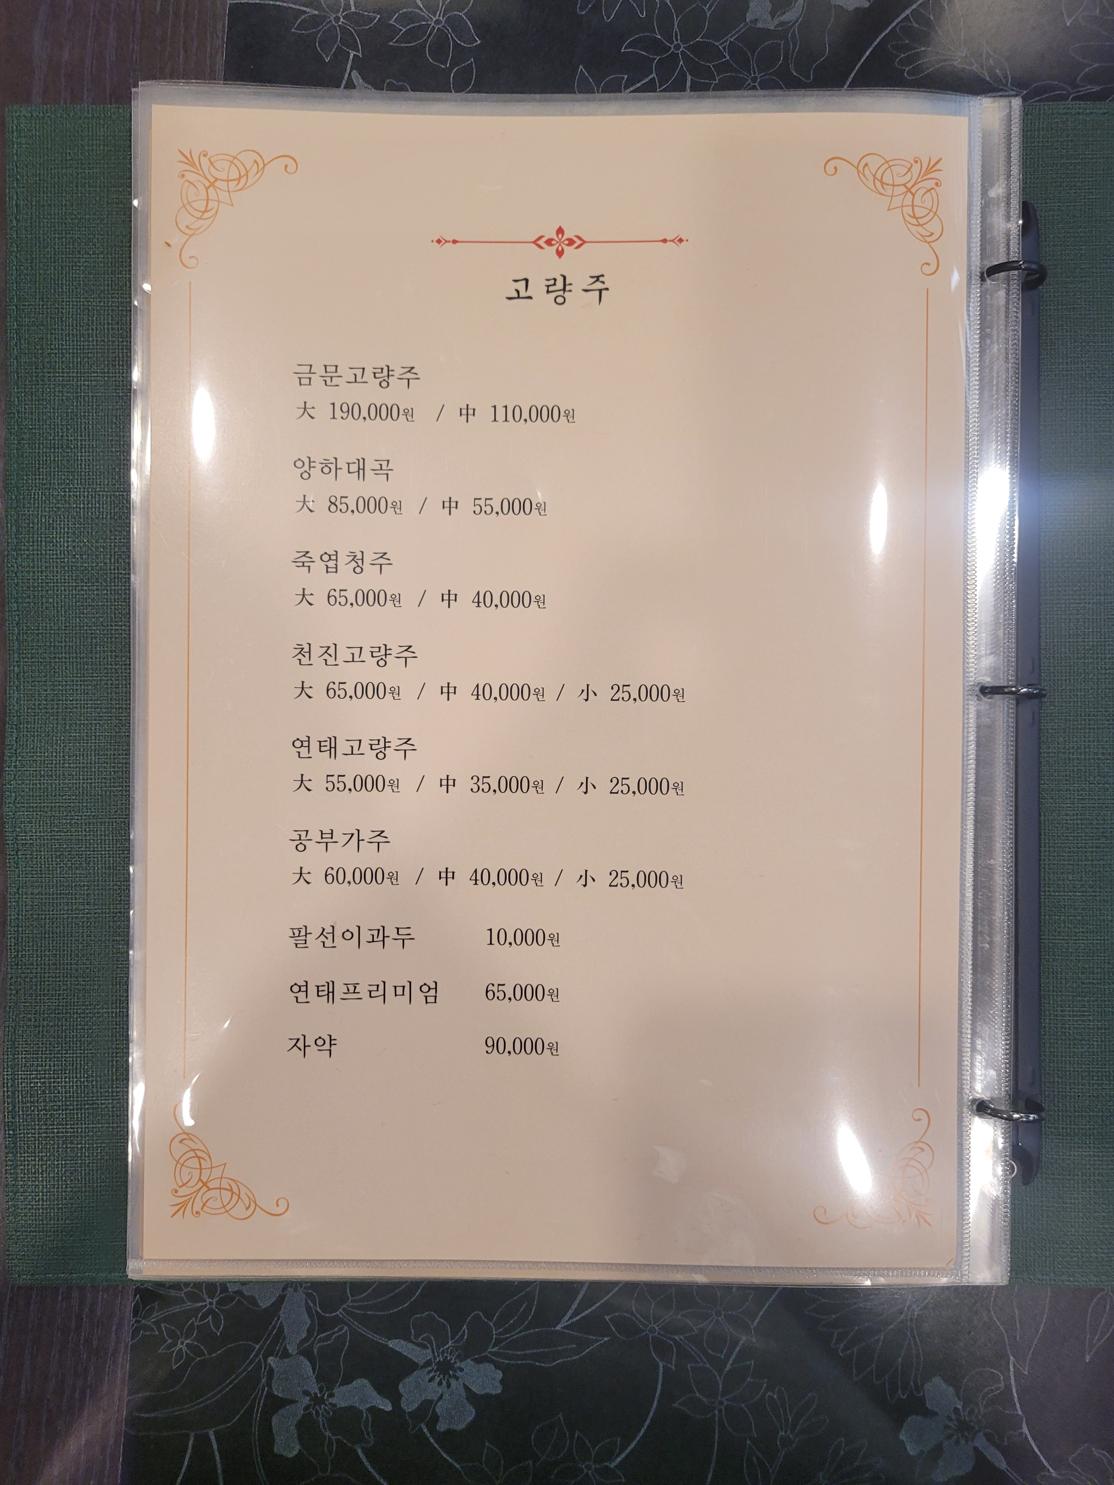 고량주
금문고량주
大 190,000원 / 中 110,000원
양하대곡
大 85,000원 / 中 55,000원
죽엽청주
大 65,000원 / 中 40,000원
천진고량주
大 65,000원 / 中 40,000원 / 小 25,000원
연태고량주
大 55,000원 / 中 35,000원 / 小 25,000원
공부가주
大 60,000원 / 中 40,000원 / 小 25,000원
팔선이과두 10,000원
연태프리미엄 65,000원
자약 90,000원